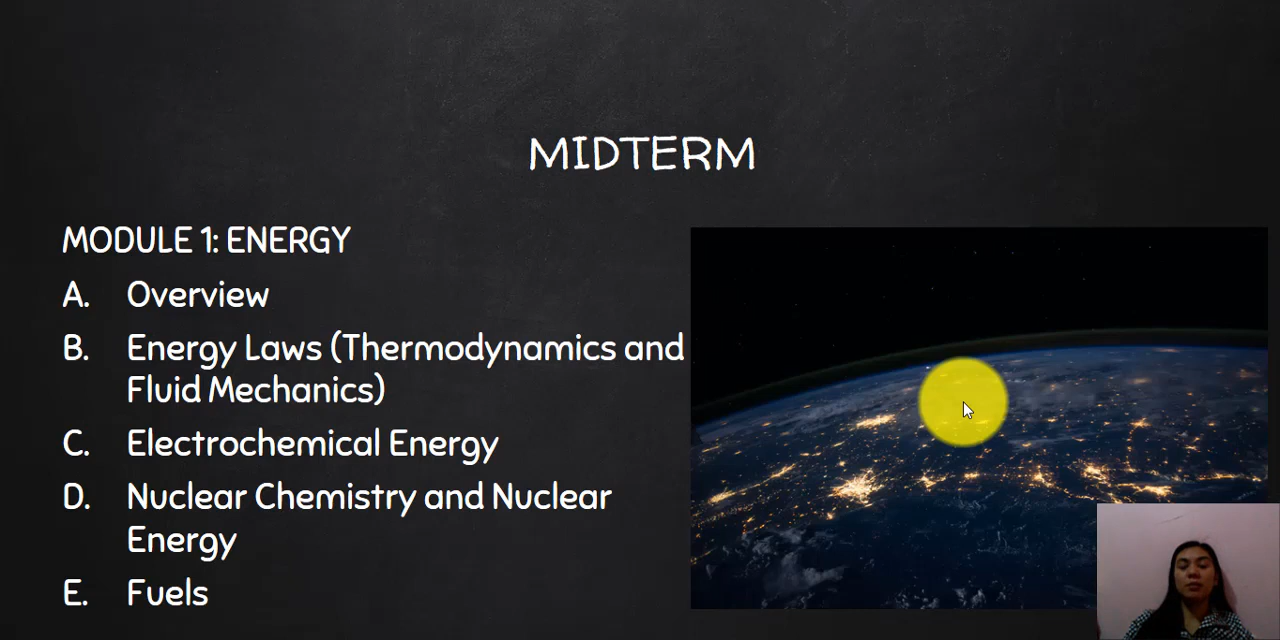 MIDTERM
MODULE 1: ENERGY
A. Overview
B. Energy Laws (Thermodynamics and
Fluid Mechanics)
C. Electrochemical Energy
D. Nuclear Chemistry and Nuclear
Energy
E. Fuels